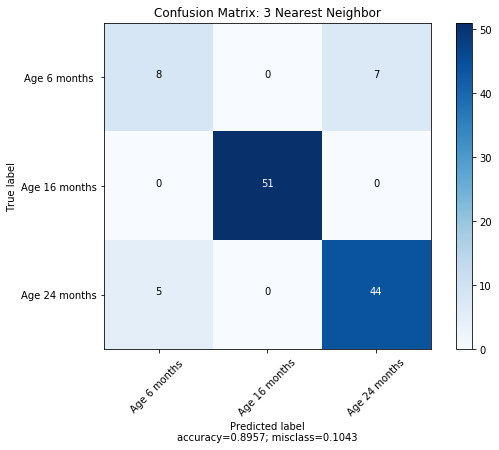 Confusion Matrix: 3 Nearest Neighbor
50
Age 6 months
8
0
7
40
30
True label
Age 16 months
0
51
0
20
Age 24 months
5
0
44
10
0
Age 6 months
Age 16 months
Age 24 months
Predicted label
accuracy=0.8957; misclass=0.1043